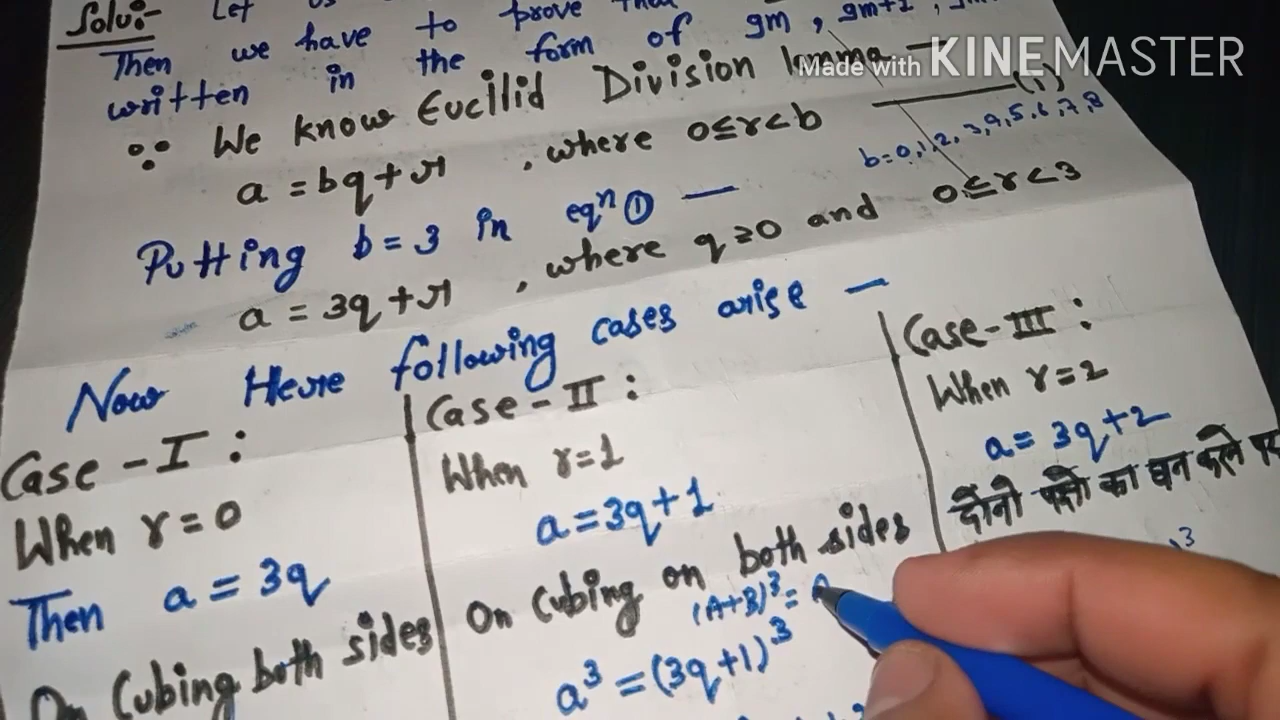 Solu:- Let us
Then we have to prove that
written in the form of 9m, 9m+1,
Made with KINEMASTER
∵ We know Eucllid Division lemma —
a = bq + r , where 0≤r<b ——— (1)
b=0,1,2,3,4,5,6,7,8
Putting b = 3 in eqⁿ ① —
a = 3q + r , where q ≥ 0 and 0≤r<3
Now Here following cases arise —
Case - I :
When r = 0
Then a = 3q
On Cubing both sides
Case - II :
When r=1
a = 3q + 1
On Cubing on both sides
(A+B)³ =
a³ = (3q+1)³
Case - III :
When r=2
a = 3q+2
दोनो पक्षो का घन करने पर